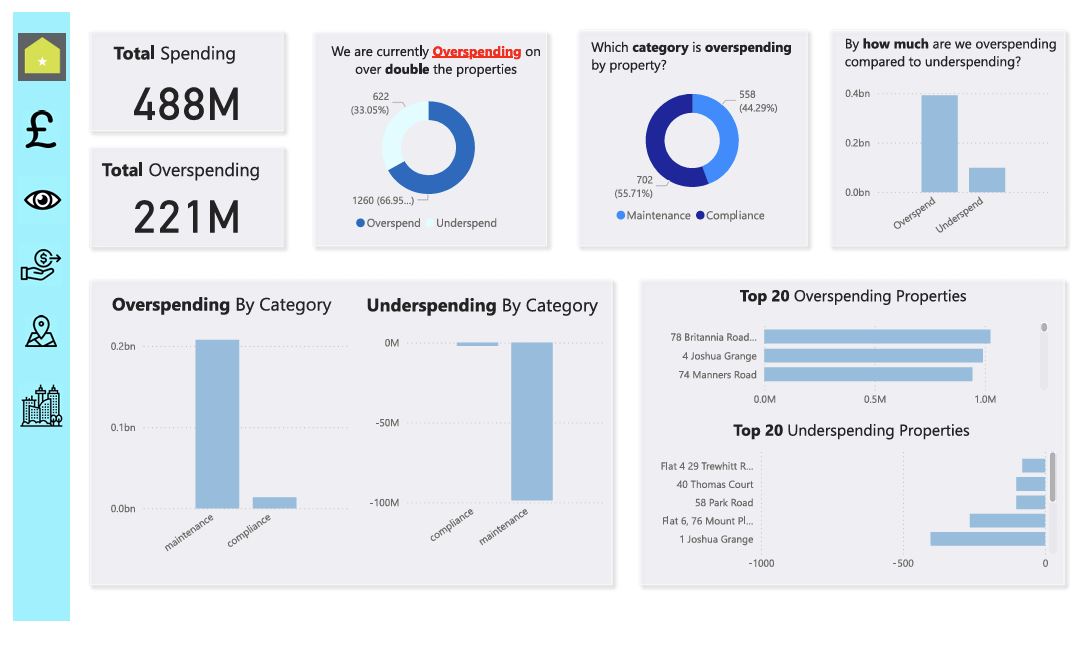 Total Spending
488M
Total Overspending
221M
We are currently Overspending on
over double the properties
622
(33.05%)
1260 (66.95...)
Overspend Underspend
Which category is overspending
by property?
558
(44.29%)
702
(55.71%)
Maintenance Compliance
By how much are we overspending
compared to underspending?
0.4bn
0.2bn
0.0bn
Overspend
Underspend
Overspending By Category
0.2bn
0.1bn
0.0bn
maintenance
compliance
Underspending By Category
0M
-50M
-100M
compliance
maintenance
Top 20 Overspending Properties
78 Britannia Road...
4 Joshua Grange
74 Manners Road
0.0M 0.5M 1.0M
Top 20 Underspending Properties
Flat 4 29 Trewhitt R...
40 Thomas Court
58 Park Road
Flat 6, 76 Mount Pl...
1 Joshua Grange
-1000 -500 0